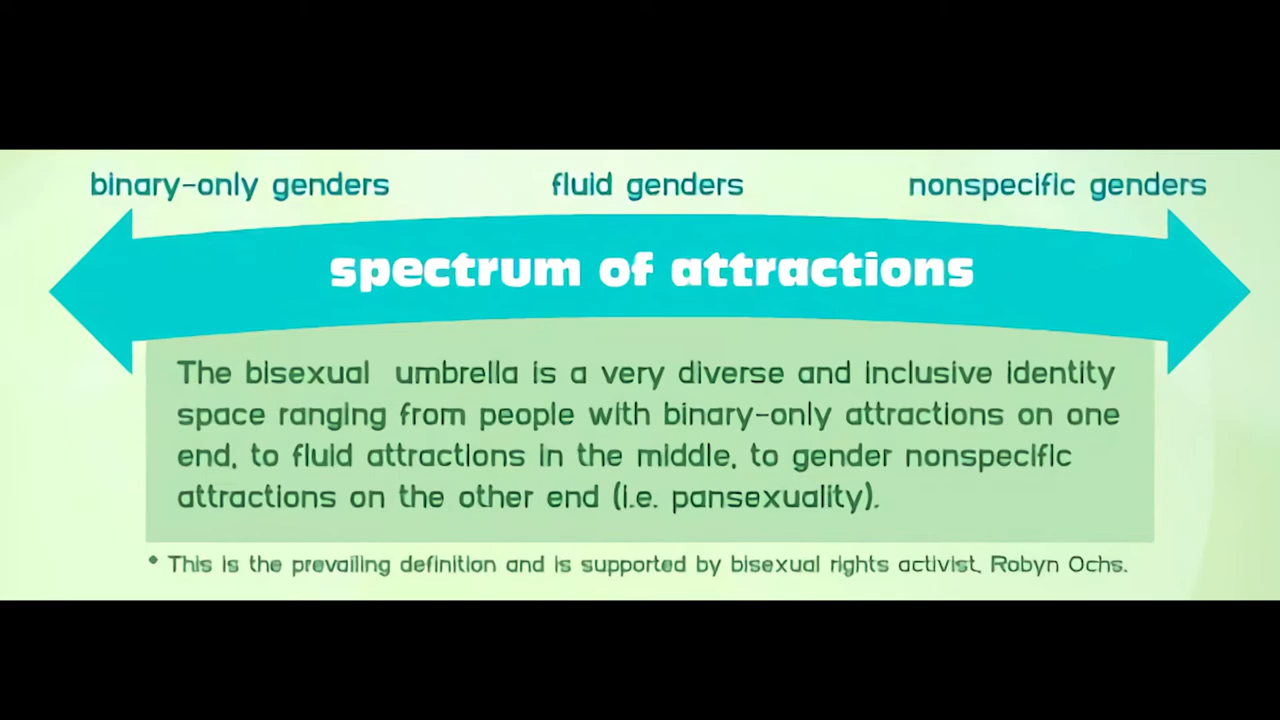 binary-only genders fluid genders nonspecific genders
spectrum of attractions
The bisexual umbrella is a very diverse and inclusive identity
space ranging from people with binary-only attractions on one
end, to fluid attractions in the middle, to gender nonspecific
attractions on the other end (i.e. pansexuality).
* This is the prevailing definition and is supported by bisexual rights activist, Robyn Ochs.